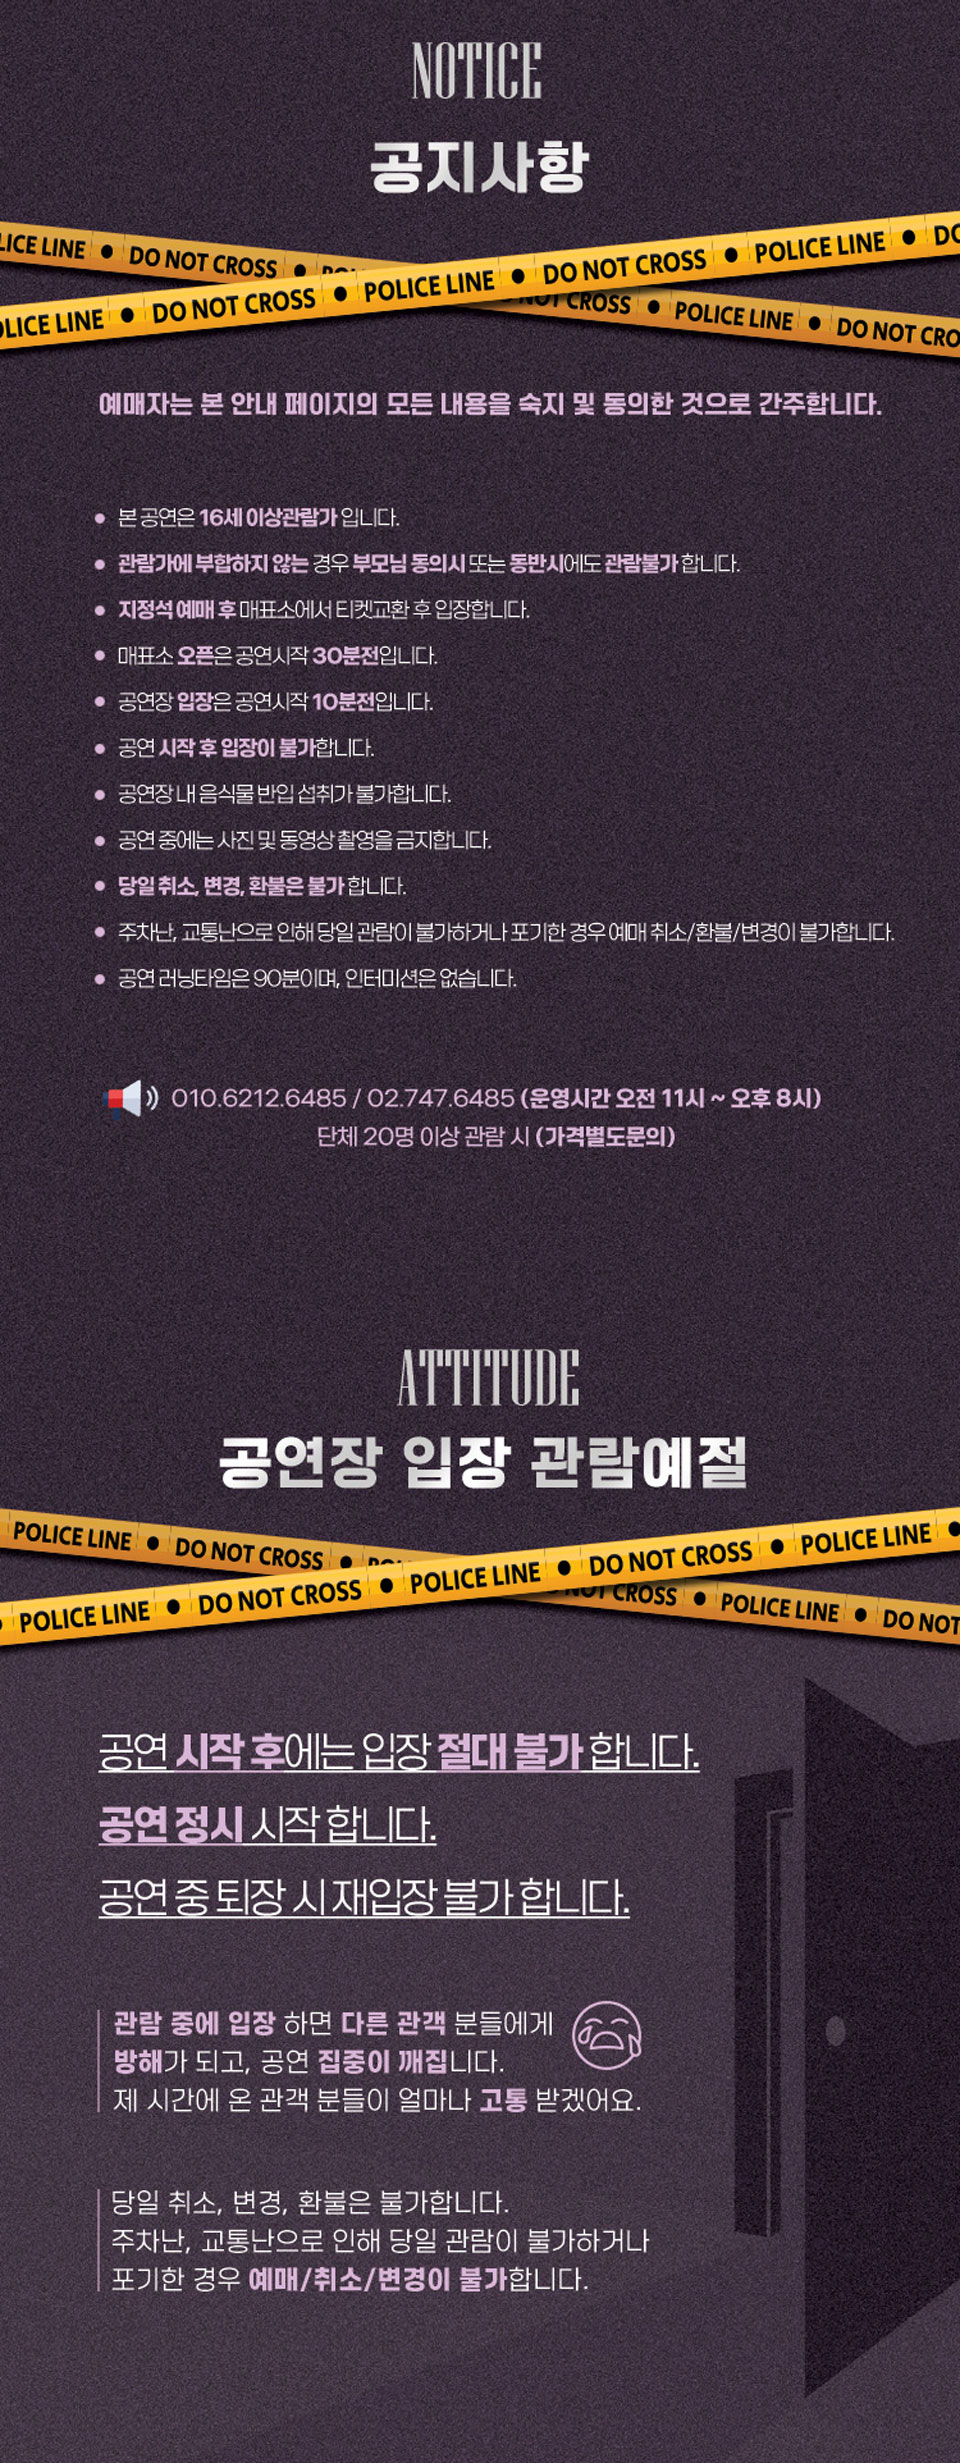 NOTICE
공지사항
LICE LINE ● DO NOT CROSS ●
LICE LINE ● DO NOT CROSS ● POLICE LINE ● DO NOT CROSS ● POLICE LINE ● DO
NOT CROSS ● POLICE LINE ● DO NOT CRO
예매자는 본 안내 페이지의 모든 내용을 숙지 및 동의한 것으로 간주합니다.
● 본 공연은 16세 이상관람가 입니다.
● 관람가에 부합하지 않는 경우 부모님 동의시 또는 동반시에도 관람불가 합니다.
● 지정석 예매 후 매표소에서 티켓교환 후 입장합니다.
● 매표소 오픈은 공연시작 30분전입니다.
● 공연장 입장은 공연시작 10분전입니다.
● 공연 시작 후 입장이 불가합니다.
● 공연장 내 음식물 반입 섭취가 불가합니다.
● 공연 중에는 사진 및 동영상 촬영을 금지합니다.
● 당일 취소, 변경, 환불은 불가 합니다.
● 주차난, 교통난으로 인해 당일 관람이 불가하거나 포기한 경우 예매 취소/환불/변경이 불가합니다.
● 공연 러닝타임은 90분이며, 인터미션은 없습니다.
010.6212.6485 / 02.747.6485 (운영시간 오전 11시 ~ 오후 8시)
단체 20명 이상 관람 시 (가격별도문의)
ATTITUDE
공연장 입장 관람예절
POLICE LINE ● DO NOT CROSS ●
POLICE LINE ● DO NOT CROSS ● POLICE LINE ● DO NOT CROSS ● POLICE LINE ●
NOT CROSS ● POLICE LINE ● DO NOT
공연 시작 후에는 입장 절대 불가 합니다.
공연 정시 시작 합니다.
공연 중 퇴장 시 재입장 불가 합니다.
관람 중에 입장 하면 다른 관객 분들에게
방해가 되고, 공연 집중이 깨집니다.
제 시간에 온 관객 분들이 얼마나 고통 받겠어요.
당일 취소, 변경, 환불은 불가합니다.
주차난, 교통난으로 인해 당일 관람이 불가하거나
포기한 경우 예매/취소/변경이 불가합니다.